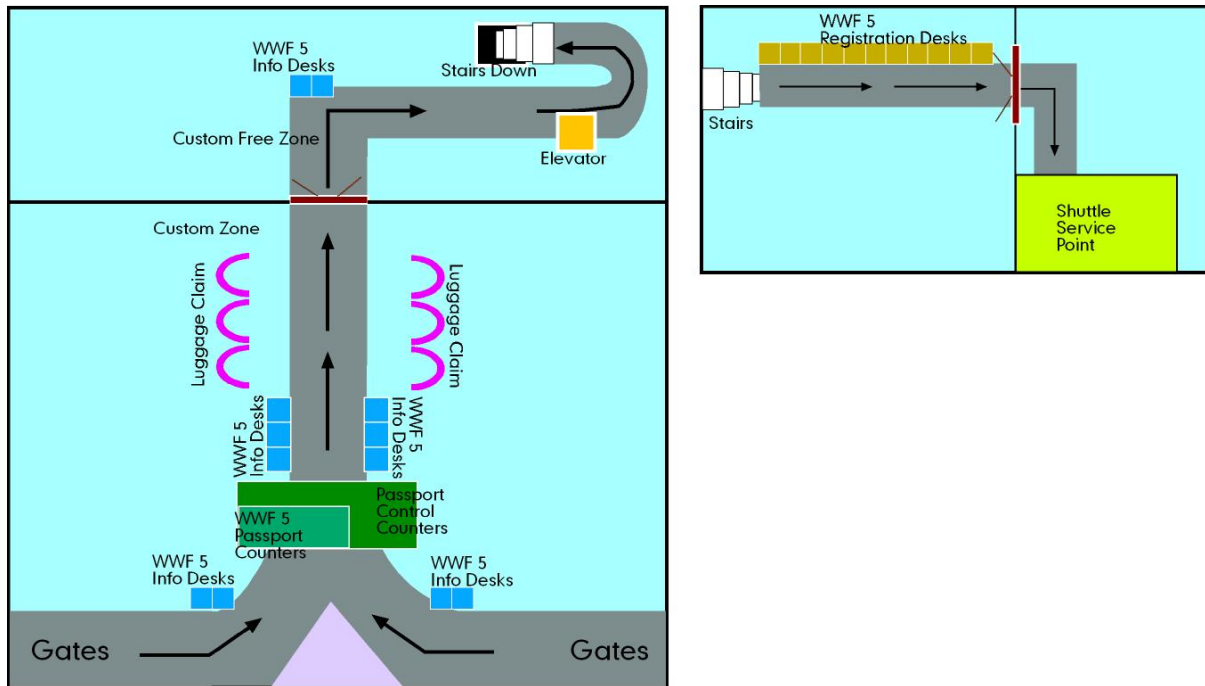 WWF 5
Info Desks
Stairs Down
Custom Free Zone
Elevator
Custom Zone
Luggage Claim
Luggage Claim
WWF 5
Info Desks
WWF 5
Info Desks
Passport
Control
Counters
WWF 5
Passport
Counters
WWF 5
Info Desks
WWF 5
Info Desks
Gates
Gates
WWF 5
Registration Desks
Stairs
Shuttle
Service
Point